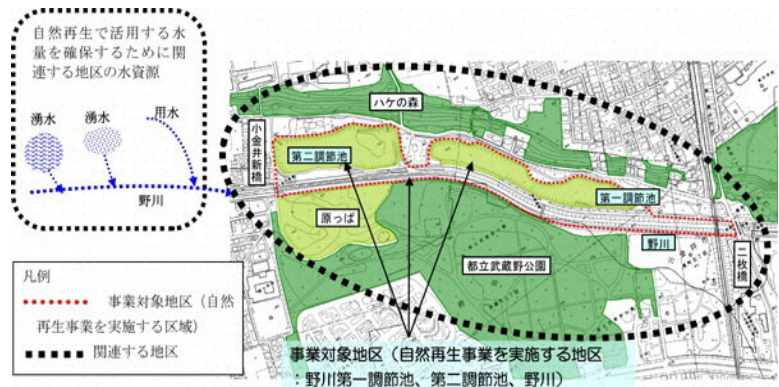 自然再生で活用する水
量を確保するために関
連する地区の水資源
湧水
湧水
用水
野川
小金井新橋
ハケの森
第二調節池
第一調節池
原っぱ
野川
都立武蔵野公園
二枚橋
凡例
事業対象地区（自然
再生事業を実施する区域）
関連する地区
事業対象地区（自然再生事業を実施する地区
：野川第一調節池、第二調節池、野川）